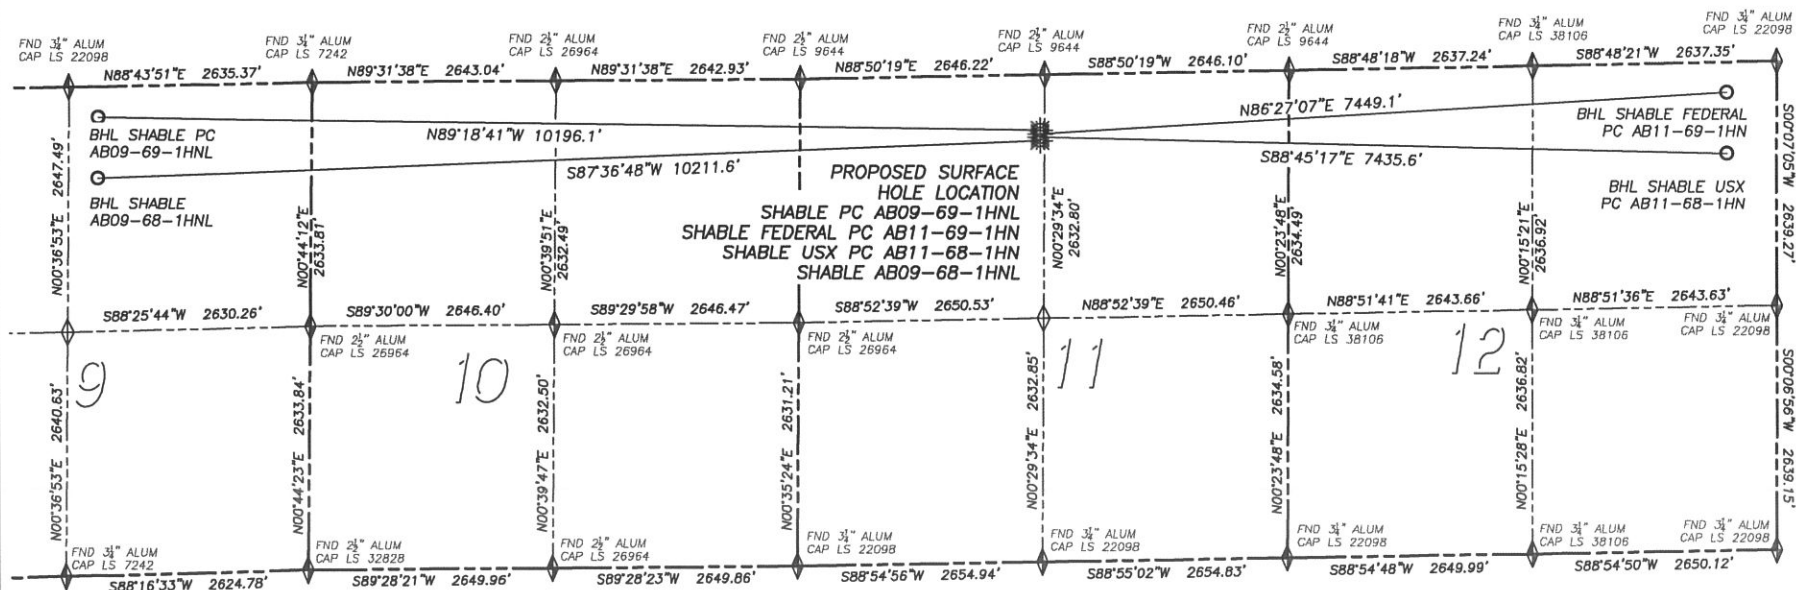 FND 3¼" ALUM
CAP LS 22098
FND 3¼" ALUM
CAP LS 7242
FND 2½" ALUM
CAP LS 26964
FND 2½" ALUM
CAP LS 9644
FND 2½" ALUM
CAP LS 9644
FND 2½" ALUM
CAP LS 9644
FND 3¼" ALUM
CAP LS 38106
FND 3¼" ALUM
CAP LS 22098
N88°43'51"E 2635.37'
N89°31'38"E 2643.04'
N89°31'38"E 2642.93'
N88°50'19"E 2646.22'
S88°50'19"W 2646.10'
S88°48'18"W 2637.24'
S88°48'21"W 2637.35'
BHL SHABLE PC
AB09-69-1HNL
N89°18'41"W 10196.1'
N86°27'07"E 7449.1'
BHL SHABLE FEDERAL
PC AB11-69-1HN
BHL SHABLE
AB09-68-1HNL
S87°36'48"W 10211.6'
S88°45'17"E 7435.6'
BHL SHABLE USX
PC AB11-68-1HN
PROPOSED SURFACE
HOLE LOCATION
SHABLE PC AB09-69-1HNL
SHABLE FEDERAL PC AB11-69-1HN
SHABLE USX PC AB11-68-1HN
SHABLE AB09-68-1HNL
N00°36'53"E 2647.49'
N00°44'12"E
2633.81'
N00°39'51"E
2632.49'
N00°29'34"E
2632.80'
N00°23'48"E
2634.49'
N00°15'21"E
2636.92'
S00°07'05"W 2639.27'
S88°25'44"W 2630.26'
S89°30'00"W 2646.40'
S89°29'58"W 2646.47'
S88°52'39"W 2650.53'
N88°52'39"E 2650.46'
N88°51'41"E 2643.66'
N88°51'36"E 2643.63'
FND 2½" ALUM
CAP LS 26964
FND 2½" ALUM
CAP LS 26964
FND 2½" ALUM
CAP LS 26964
FND 3¼" ALUM
CAP LS 38106
FND 3¼" ALUM
CAP LS 38106
FND 3¼" ALUM
CAP LS 22098
9
10
11
12
N00°36'53"E 2640.63'
N00°44'23"E 2633.84'
N00°39'47"E 2632.50'
N00°35'24"E 2631.21'
N00°29'34"E 2632.85'
N00°23'48"E 2634.58'
N00°15'28"E 2636.82'
S00°06'56"W 2639.15'
FND 3¼" ALUM
CAP LS 7242
FND 2½" ALUM
CAP LS 32828
FND 2½" ALUM
CAP LS 26964
FND 3¼" ALUM
CAP LS 22098
FND 3¼" ALUM
CAP LS 22098
FND 3¼" ALUM
CAP LS 22098
FND 3¼" ALUM
CAP LS 38106
FND 3¼" ALUM
CAP LS 22098
S88°16'33"W 2624.78'
S89°28'21"W 2649.96'
S89°28'23"W 2649.86'
S88°54'56"W 2654.94'
S88°55'02"W 2654.83'
S88°54'48"W 2649.99'
S88°54'50"W 2650.12'